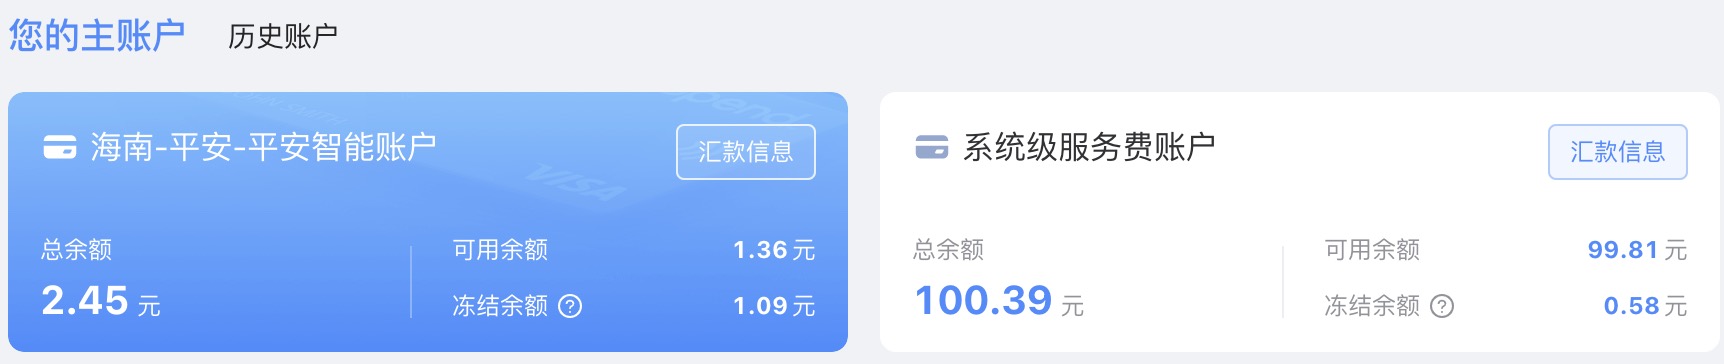 您的主账户 历史账户
海南-平安-平安智能账户 汇款信息
VISA
总余额 可用余额 1.36 元
2.45 元 冻结余额 ? 1.09 元
系统级服务费账户 汇款信息
总余额 可用余额 99.81 元
100.39 元 冻结余额 ? 0.58 元